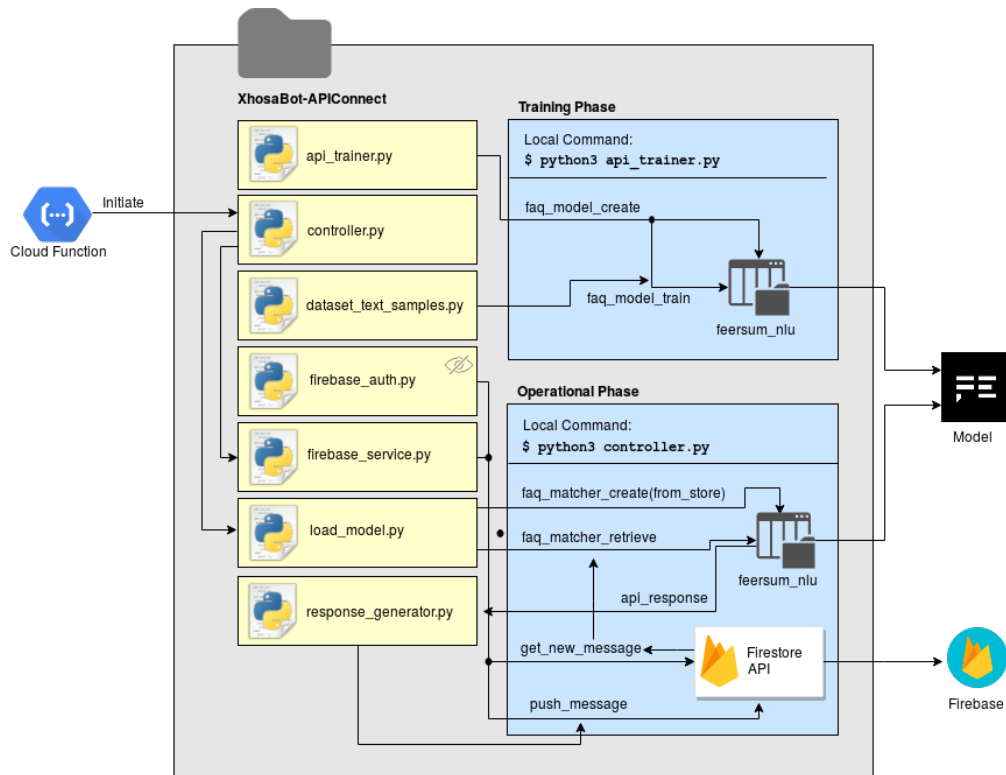 XhosaBot-APIConnect
api_trainer.py
controller.py
dataset_text_samples.py
firebase_auth.py
firebase_service.py
load_model.py
response_generator.py
Initiate
Cloud Function
Training Phase
Local Command:
$ python3 api_trainer.py
faq_model_create
faq_model_train
feersum_nlu
Operational Phase
Local Command:
$ python3 controller.py
faq_matcher_create(from_store)
faq_matcher_retrieve
feersum_nlu
api_response
get_new_message
Firestore
API
push_message
Model
Firebase